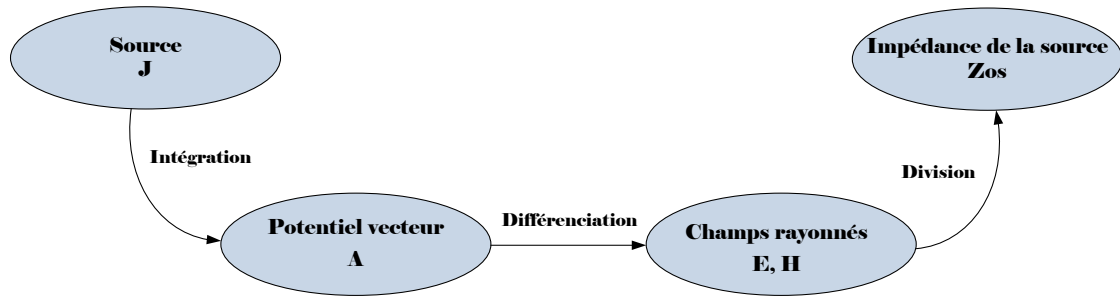 Source
J
Intégration
Potentiel vecteur
A
Différenciation
Champs rayonnés
E, H
Division
Impédance de la source
Zos